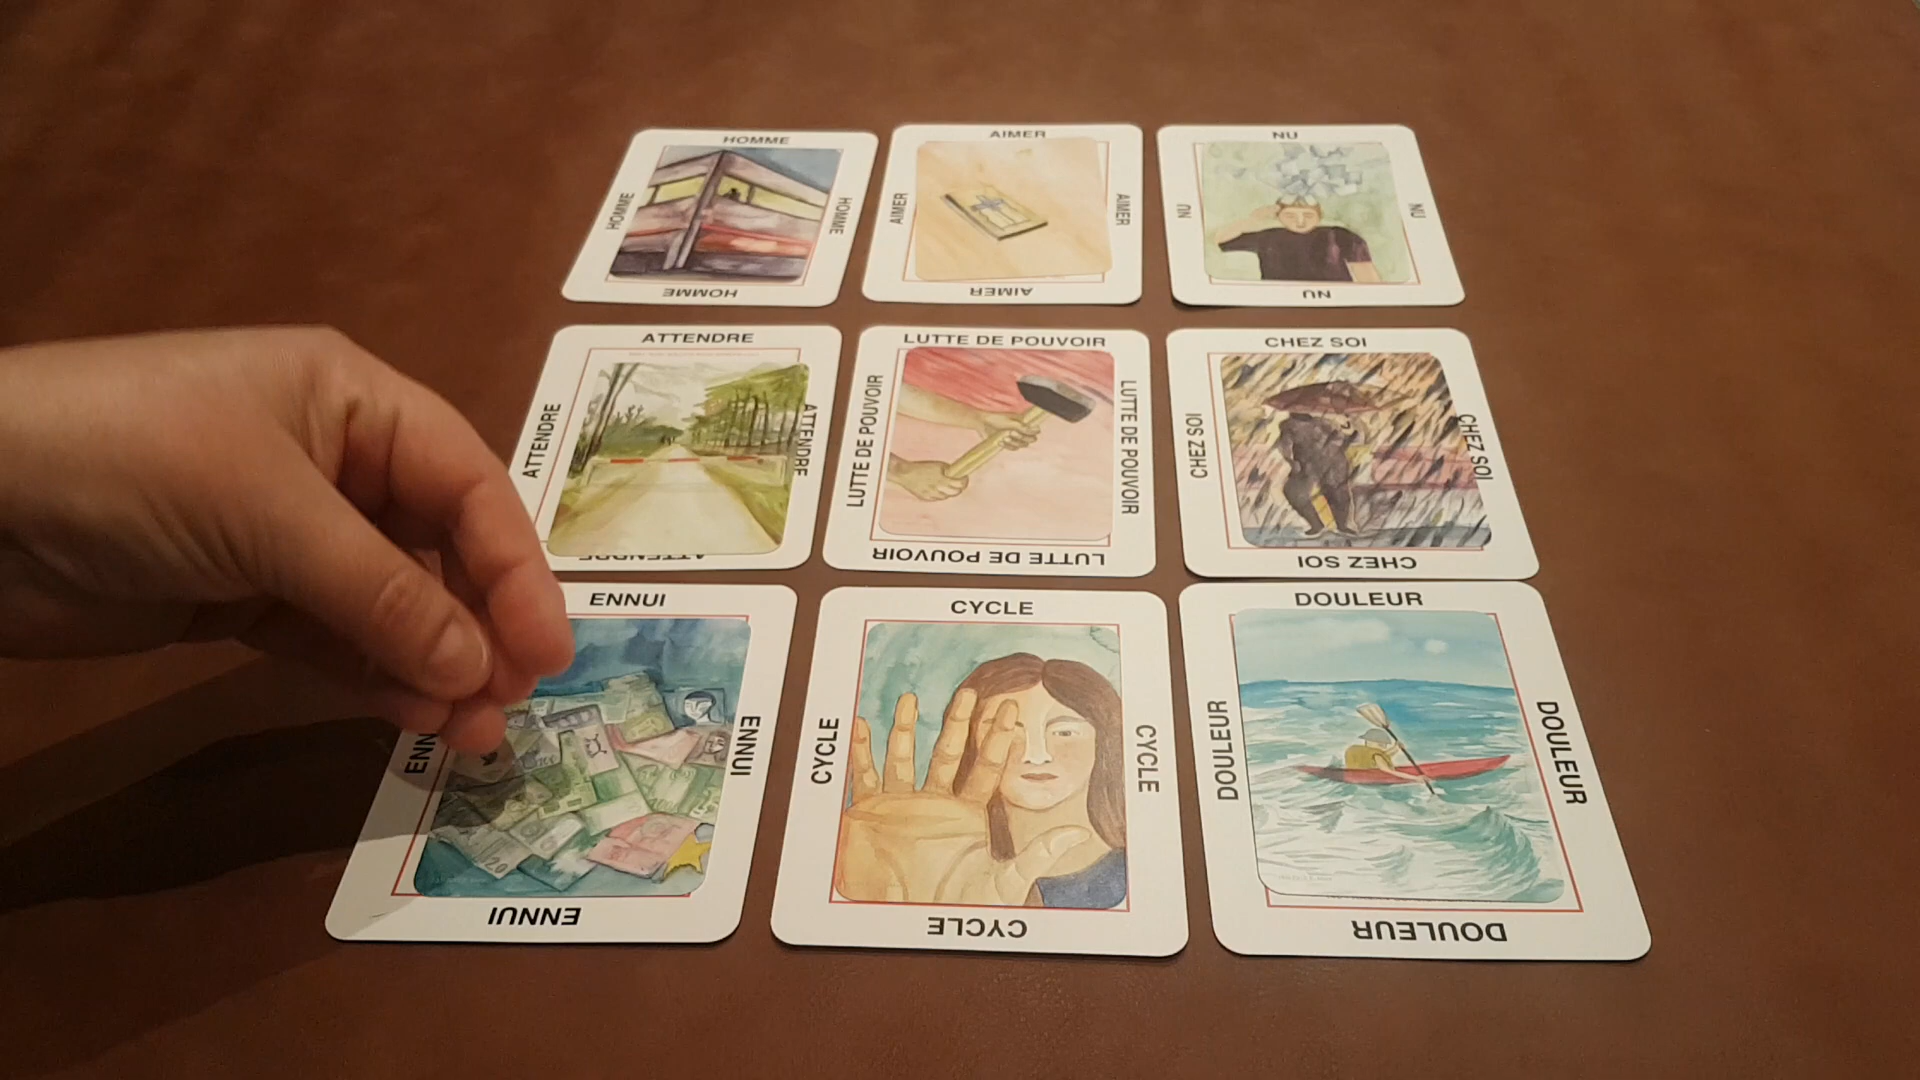 HOMME
HOMME
HOMME
HOMME
AIMER
AIMER
AIMER
AIMER
NU
NU
NU
NU
ATTENDRE
ATTENDRE
ATTENDRE
ATTENDRE
LUTTE DE POUVOIR
LUTTE DE POUVOIR
LUTTE DE POUVOIR
LUTTE DE POUVOIR
CHEZ SOI
CHEZ SOI
CHEZ SOI
CHEZ SOI
ENNUI
ENN
ENNUI
ENNUI
CYCLE
CYCLE
CYCLE
CYCLE
DOULEUR
DOULEUR
DOULEUR
DOULEUR